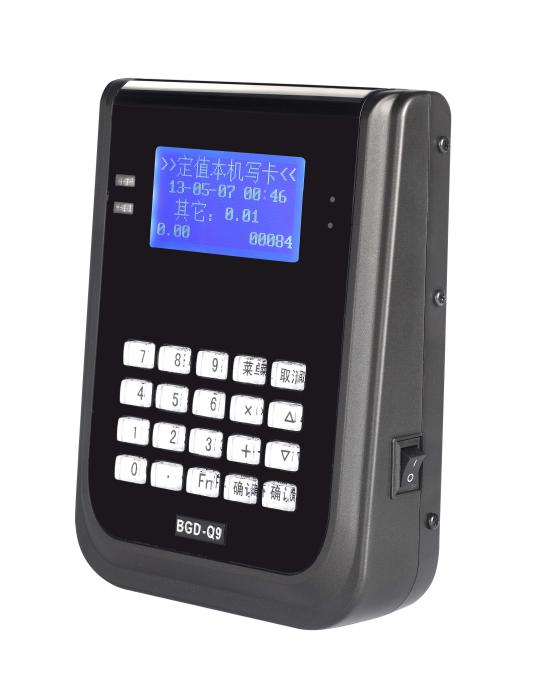 >>定值本机写卡<<
13-05-07 00:46
其它: 0.01
0.00 00084
7 8 9 菜单 取消
4 5 6 × △
1 2 3 + ▽
0 . Fn 确认 确认
BGD-Q9